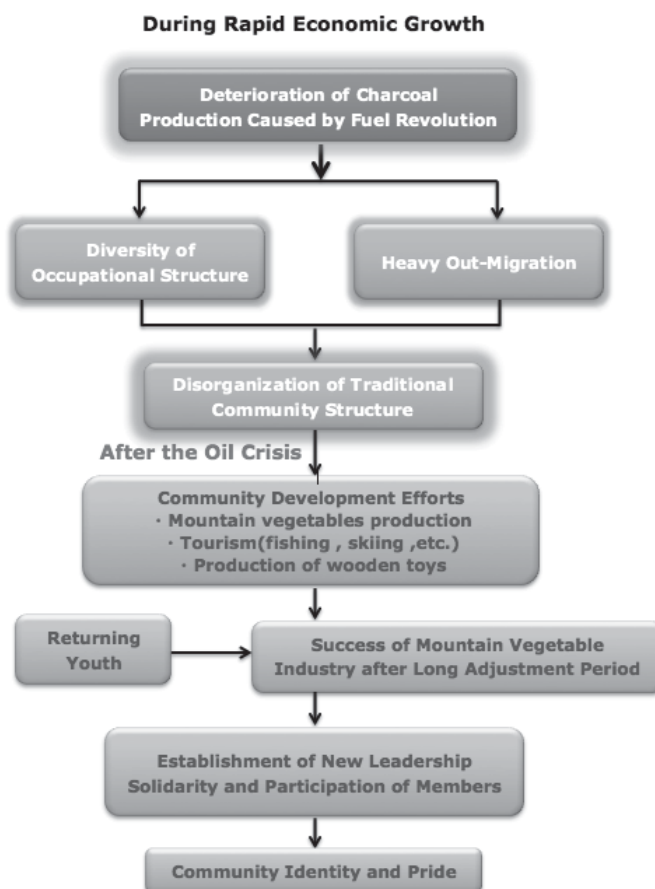 During Rapid Economic Growth
Deterioration of Charcoal
Production Caused by Fuel Revolution
Diversity of
Occupational Structure
Heavy Out-Migration
Disorganization of Traditional
Community Structure
After the Oil Crisis
Community Development Efforts
· Mountain vegetables production
· Tourism(fishing , skiing ,etc.)
· Production of wooden toys
Returning
Youth
Success of Mountain Vegetable
Industry after Long Adjustment Period
Establishment of New Leadership
Solidarity and Participation of Members
Community Identity and Pride